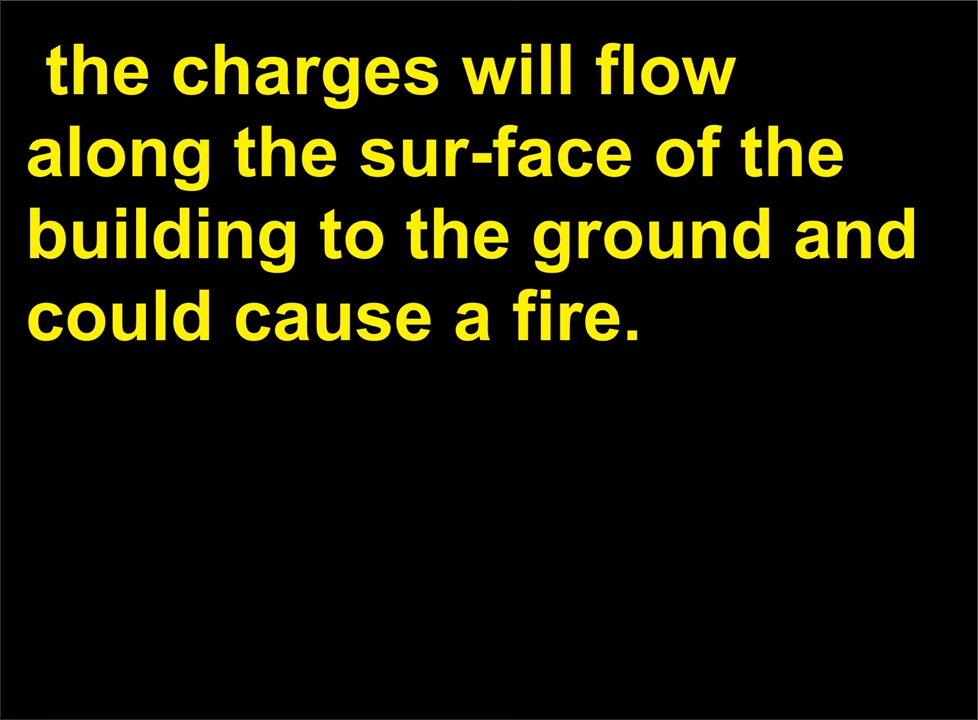 the charges will flow
along the sur-face of the
building to the ground and
could cause a fire.